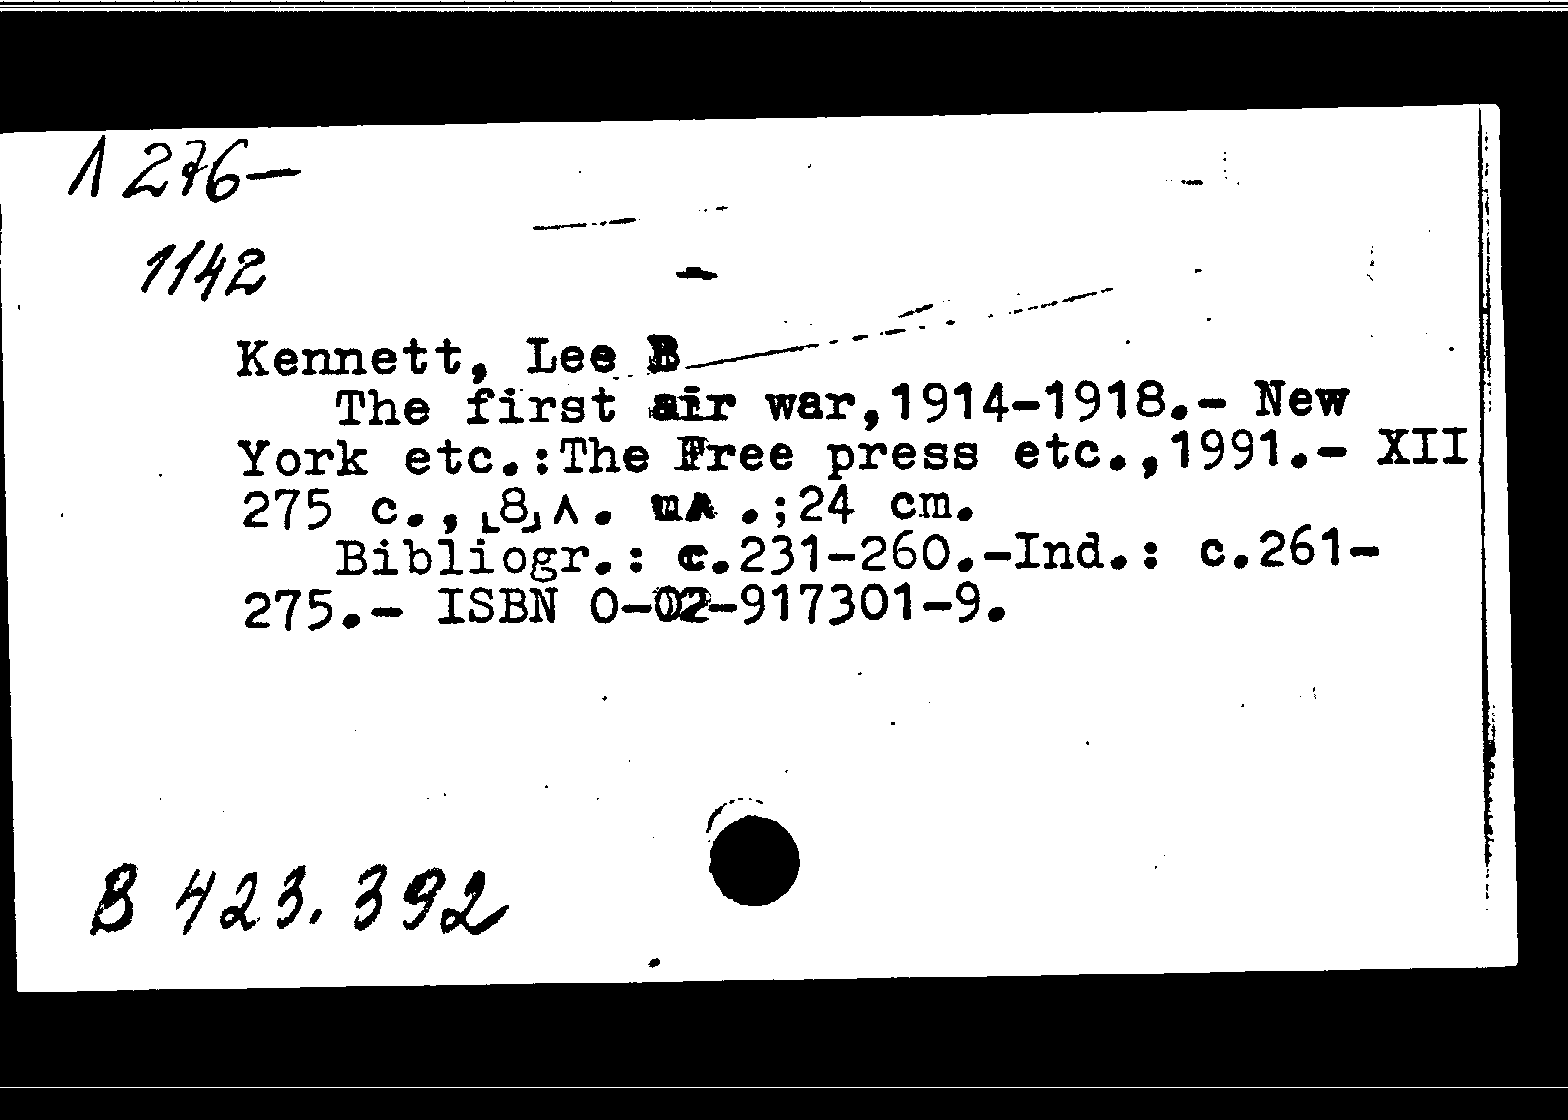 Л 276-
1142
Kennett, Lee B
The first air war,1914-1918.- New
York etc.:The Free press etc.,1991.- XII
275 с., ⌞8⌟л. ил .;24 cm.
Bibliogr.: с.231-260.-Ind.: с.261-
275.- ISBN 0-02-917301-9.
В 423.392